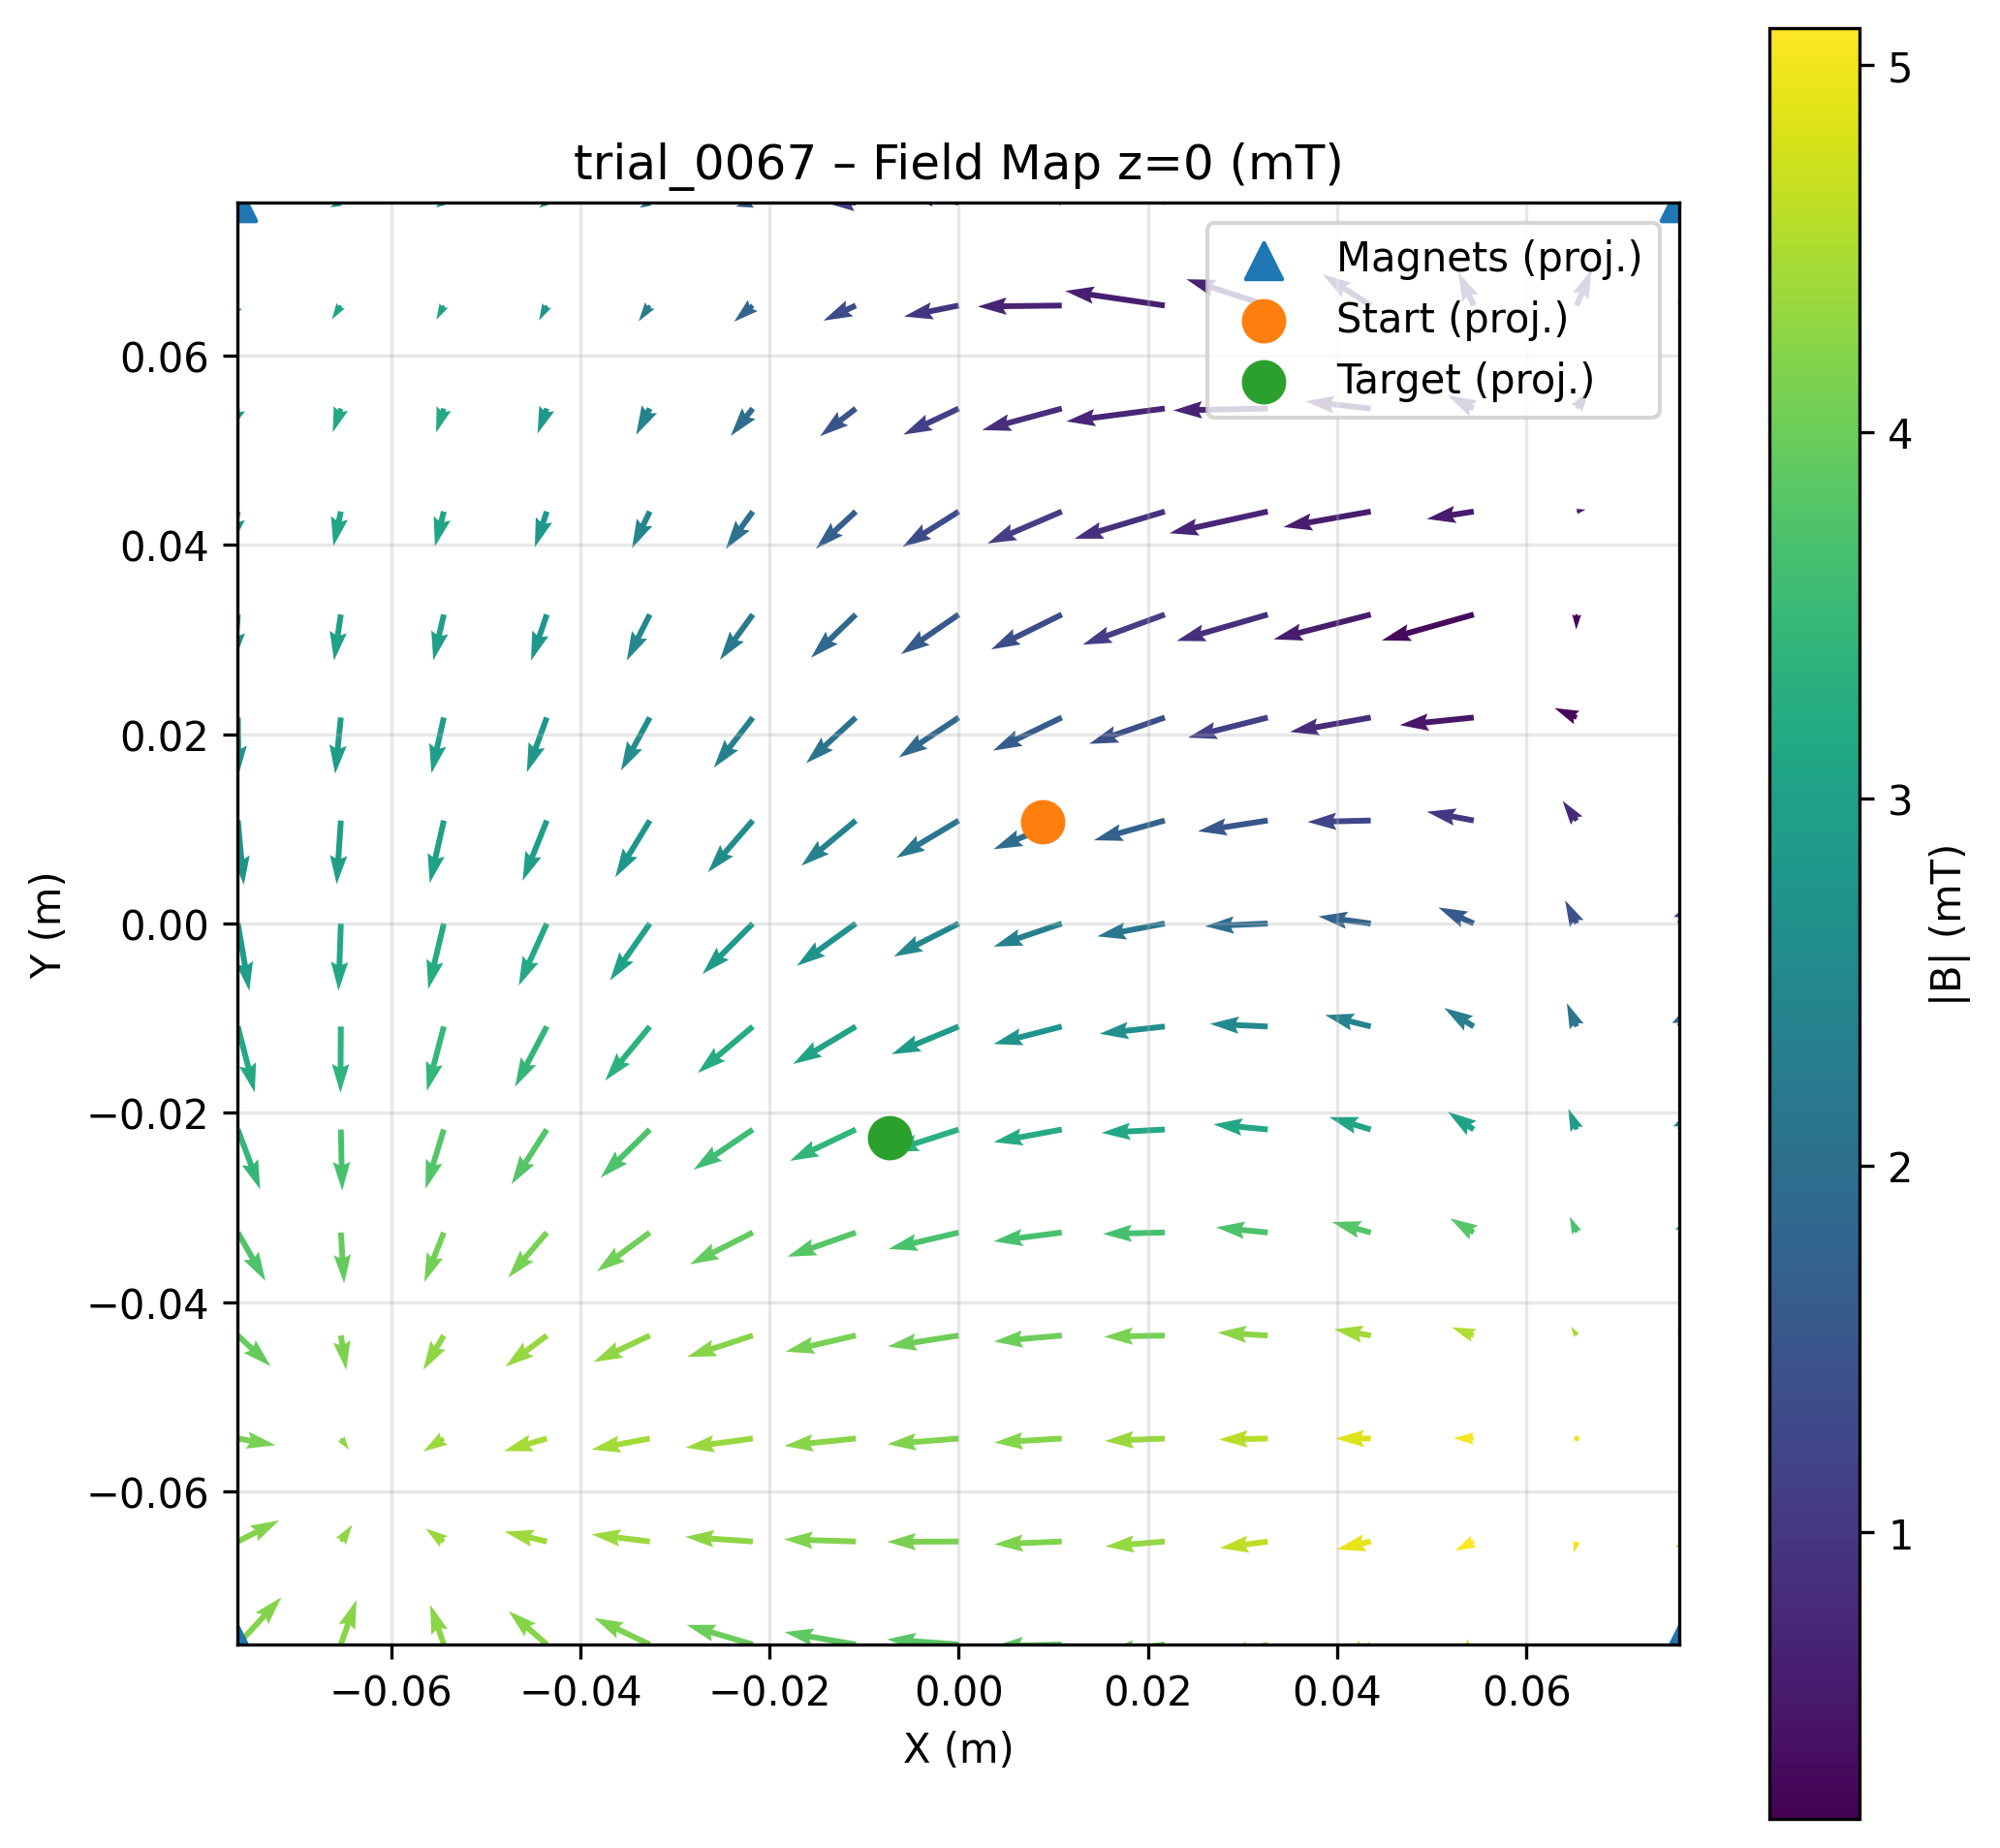 trial_0067 – Field Map z=0 (mT)
Magnets (proj.)
Start (proj.)
Target (proj.)
0.06
0.04
0.02
0.00
−0.02
−0.04
−0.06
Y (m)
−0.06
−0.04
−0.02
0.00
0.02
0.04
0.06
X (m)
5
4
3
2
1
|B| (mT)